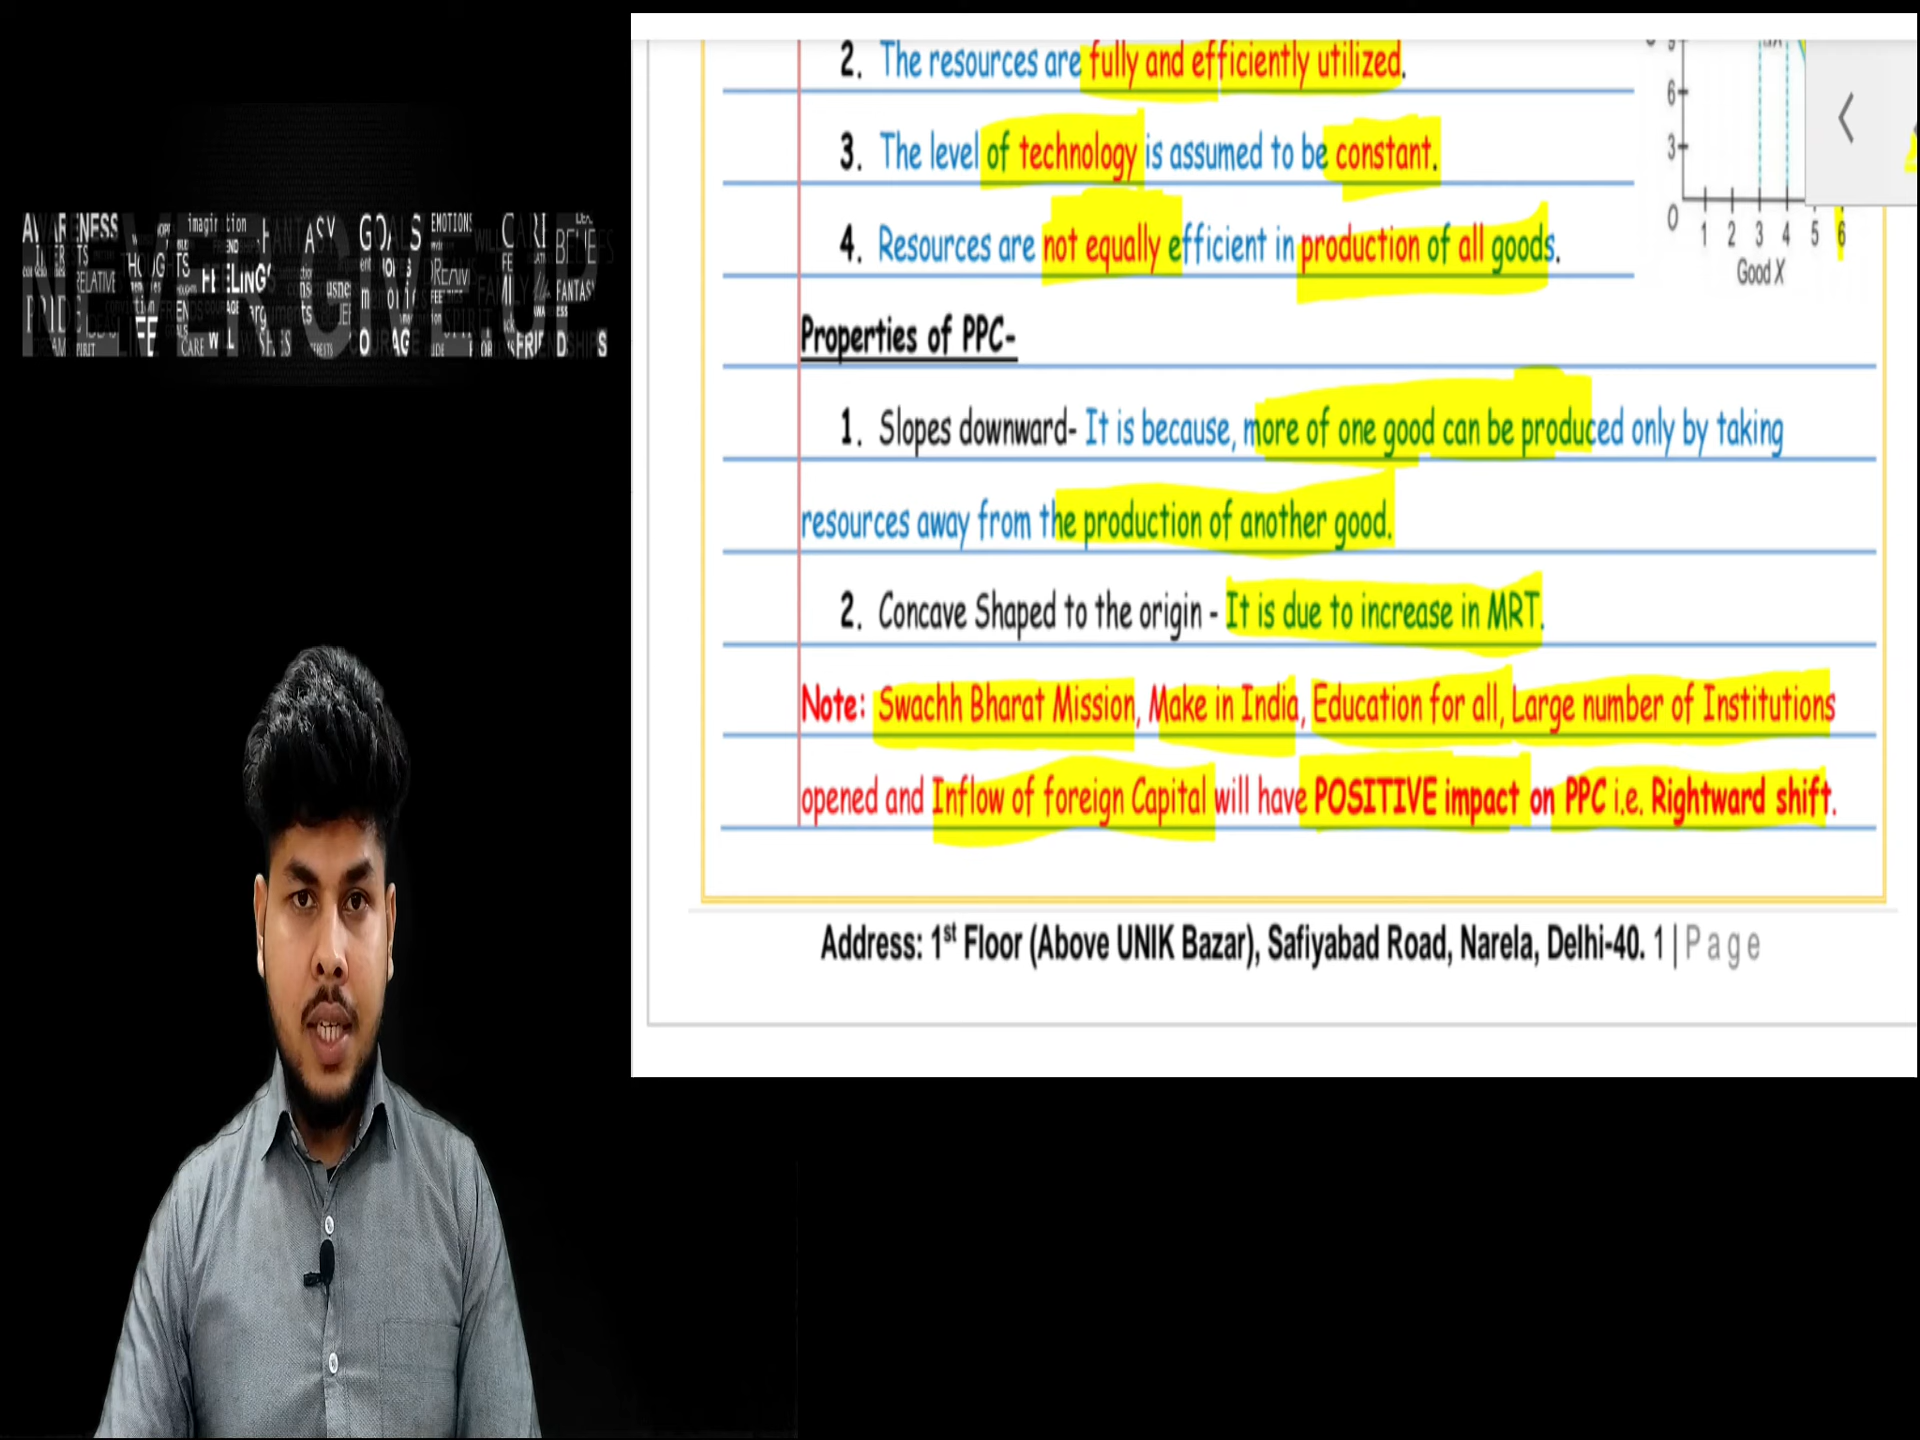 NEVER GIVE UP.
2. The resources are fully and efficiently utilized.
3. The level of technology is assumed to be constant.
4. Resources are not equally efficient in production of all goods.
9
6
3
O
1 2 3 4 5 6
Good X
Properties of PPC-
1. Slopes downward- It is because, more of one good can be produced only by taking
resources away from the production of another good.
2. Concave Shaped to the origin - It is due to increase in MRT.
Note: Swachh Bharat Mission, Make in India, Education for all, Large number of Institutions
opened and Inflow of foreign Capital will have POSITIVE impact on PPC i.e. Rightward shift.
Address: 1st Floor (Above UNIK Bazar), Safiyabad Road, Narela, Delhi-40. 1 | Page